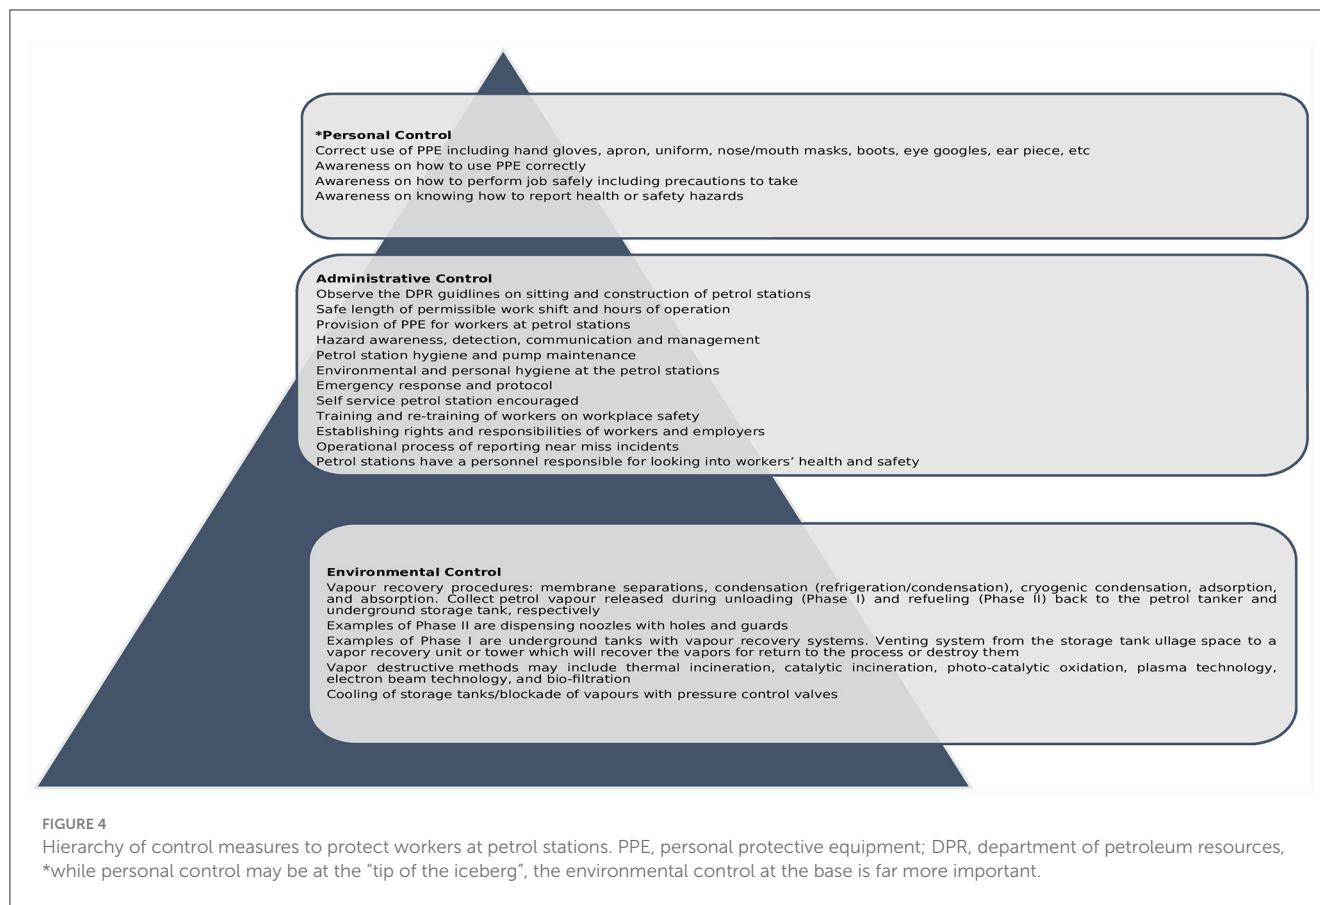 *Personal Control
Correct use of PPE including hand gloves, apron, uniform, nose/mouth masks, boots, eye googles, ear piece, etc
Awareness on how to use PPE correctly
Awareness on how to perform job safely including precautions to take
Awareness on knowing how to report health or safety hazards
Administrative Control
Observe the DPR guidlines on sitting and construction of petrol stations
Safe length of permissible work shift and hours of operation
Provision of PPE for workers at petrol stations
Hazard awareness, detection, communication and management
Petrol station hygiene and pump maintenance
Environmental and personal hygiene at the petrol stations
Emergency response and protocol
Self service petrol station encouraged
Training and re-training of workers on workplace safety
Establishing rights and responsibilities of workers and employers
Operational process of reporting near miss incidents
Petrol stations have a personnel responsible for looking into workers’ health and safety
Environmental Control
Vapour recovery procedures: membrane separations, condensation (refrigeration/condensation), cryogenic condensation, adsorption,
and absorption. Collect petrol vapour released during unloading (Phase I) and refueling (Phase II) back to the petrol tanker and
underground storage tank, respectively
Examples of Phase II are dispensing nozzles with holes and guards
Examples of Phase I are underground tanks with vapour recovery systems. Venting system from the storage tank ullage space to a
vapor recovery unit or tower which will recover the vapors for return to the process or destroy them
Vapor destructive methods may include thermal incineration, catalytic incineration, photo-catalytic oxidation, plasma technology,
electron beam technology, and bio-filtration
Cooling of storage tanks/blockade of vapours with pressure control valves
FIGURE 4
Hierarchy of control measures to protect workers at petrol stations. PPE, personal protective equipment; DPR, department of petroleum resources,
*while personal control may be at the “tip of the iceberg”, the environmental control at the base is far more important.